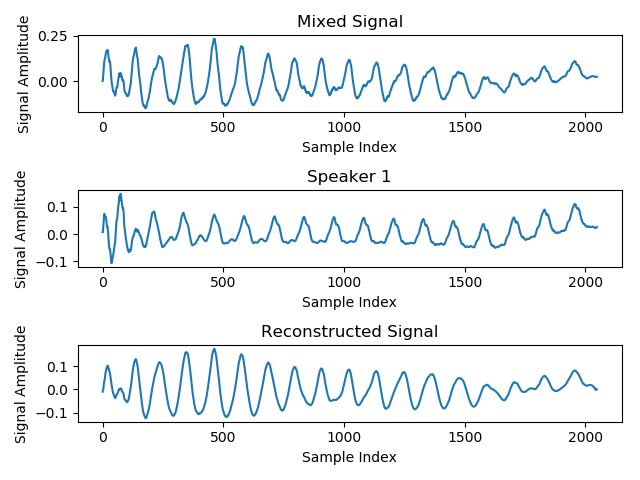 Mixed Signal
Signal Amplitude
0.25
0.00
0
500
1000
1500
2000
Sample Index
Speaker 1
Signal Amplitude
0.1
0.0
−0.1
0
500
1000
1500
2000
Sample Index
Reconstructed Signal
Signal Amplitude
0.1
0.0
−0.1
0
500
1000
1500
2000
Sample Index